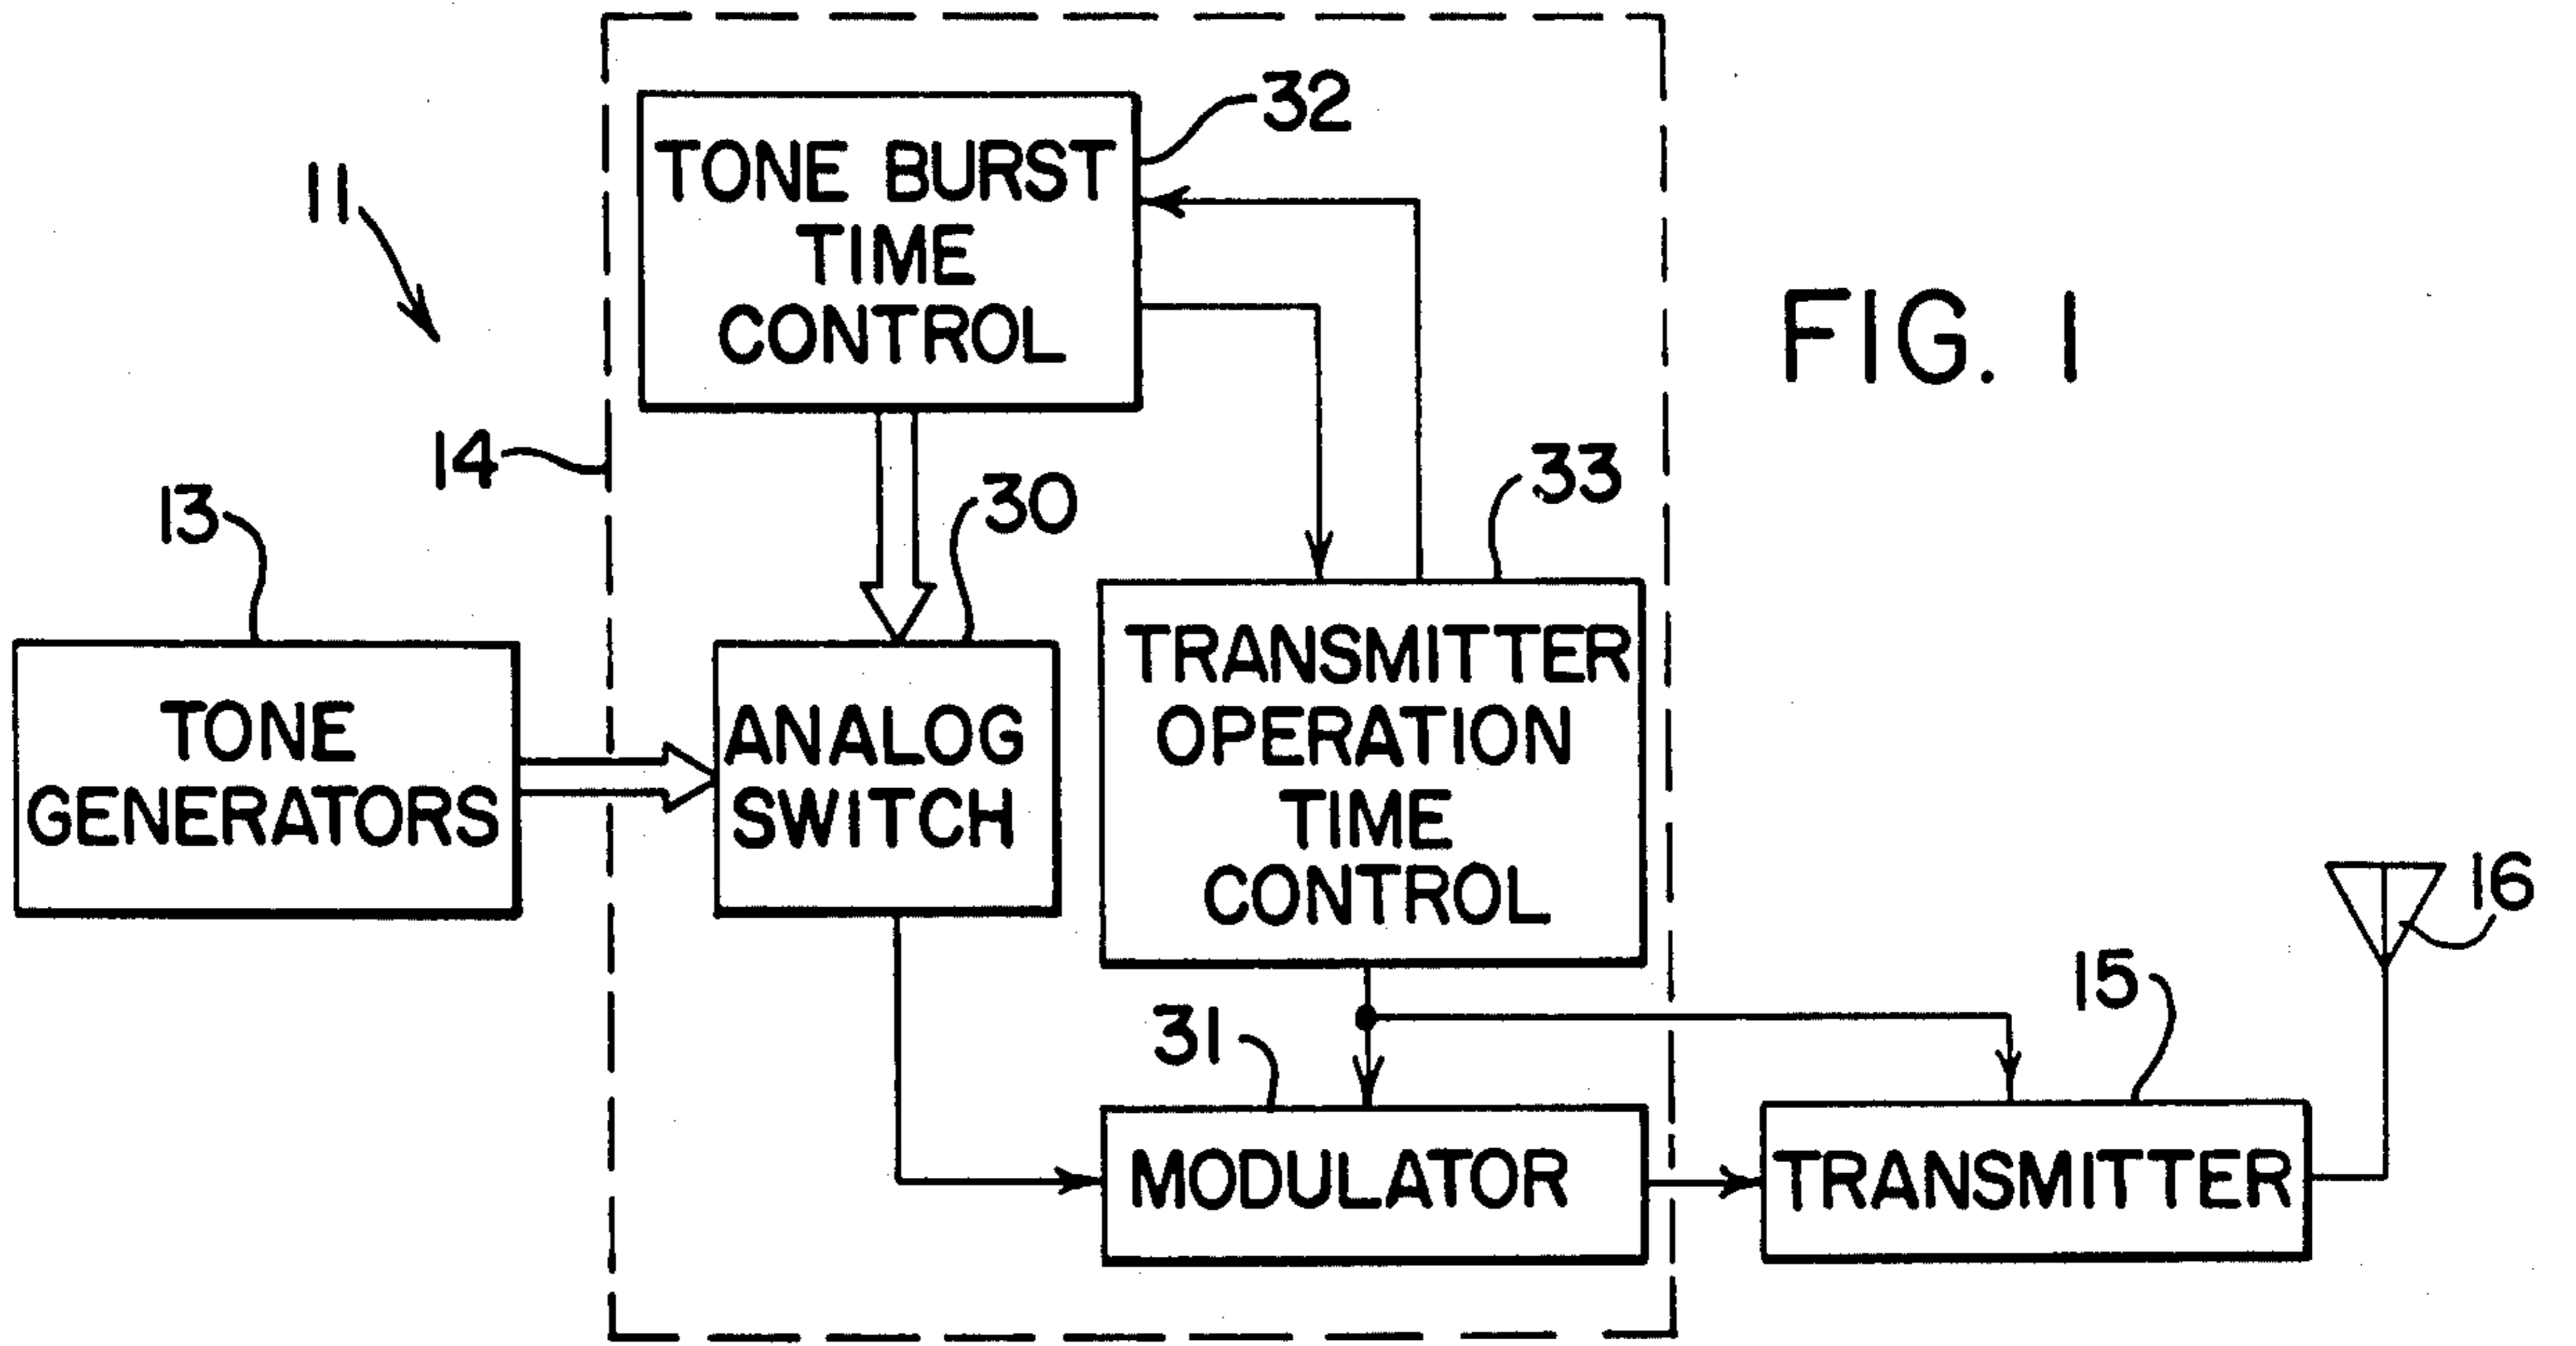 32
TONE BURST
TIME
CONTROL
11
FIG. 1
14
33
30
13
TRANSMITTER
OPERATION
TIME
CONTROL
TONE
GENERATORS
ANALOG
SWITCH
16
15
31
MODULATOR
TRANSMITTER